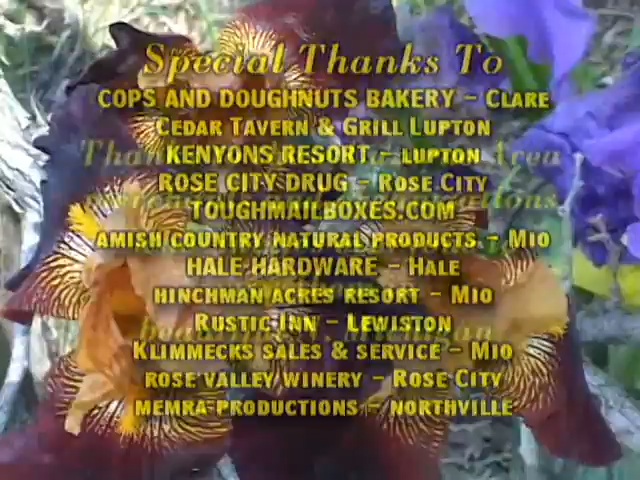 Special Thanks To
COPS AND DOUGHNUTS BAKERY - CLARE
CEDAR TAVERN & GRILL LUPTON
KENYONS RESORT - LUPTON
ROSE CITY DRUG - ROSE CITY
TOUGHMAILBOXES.COM
AMISH COUNTRY NATURAL PRODUCTS - MIO
HALE HARDWARE - HALE
HINCHMAN ACRES RESORT - MIO
RUSTIC INN - LEWISTON
KLIMMECKS SALES & SERVICE - MIO
ROSE VALLEY WINERY - ROSE CITY
MEMRA PRODUCTIONS - NORTHVILLE